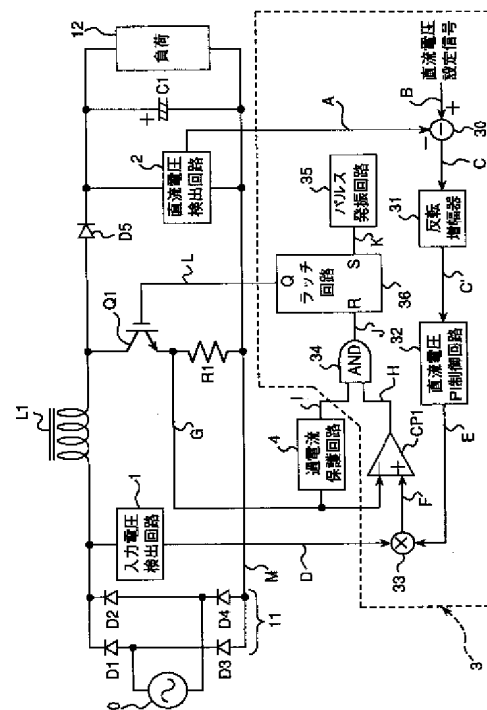 L1
D5
12
負荷
C1
+
2
直流電圧
検出回路
A
Q1
L
R1
G
M
1
入力電圧
検出回路
D
D1
D2
D3
D4
11
0
3
4
過電流
保護回路
I
H
AND
34
J
R
S
Q
ラッチ
回路
36
K
35
パルス
発振回路
CP1
+
−
F
×
33
E
32
直流電圧
PI制御回路
C'
31
反転
増幅器
C
30
−
−
+
B
直流電圧
設定信号